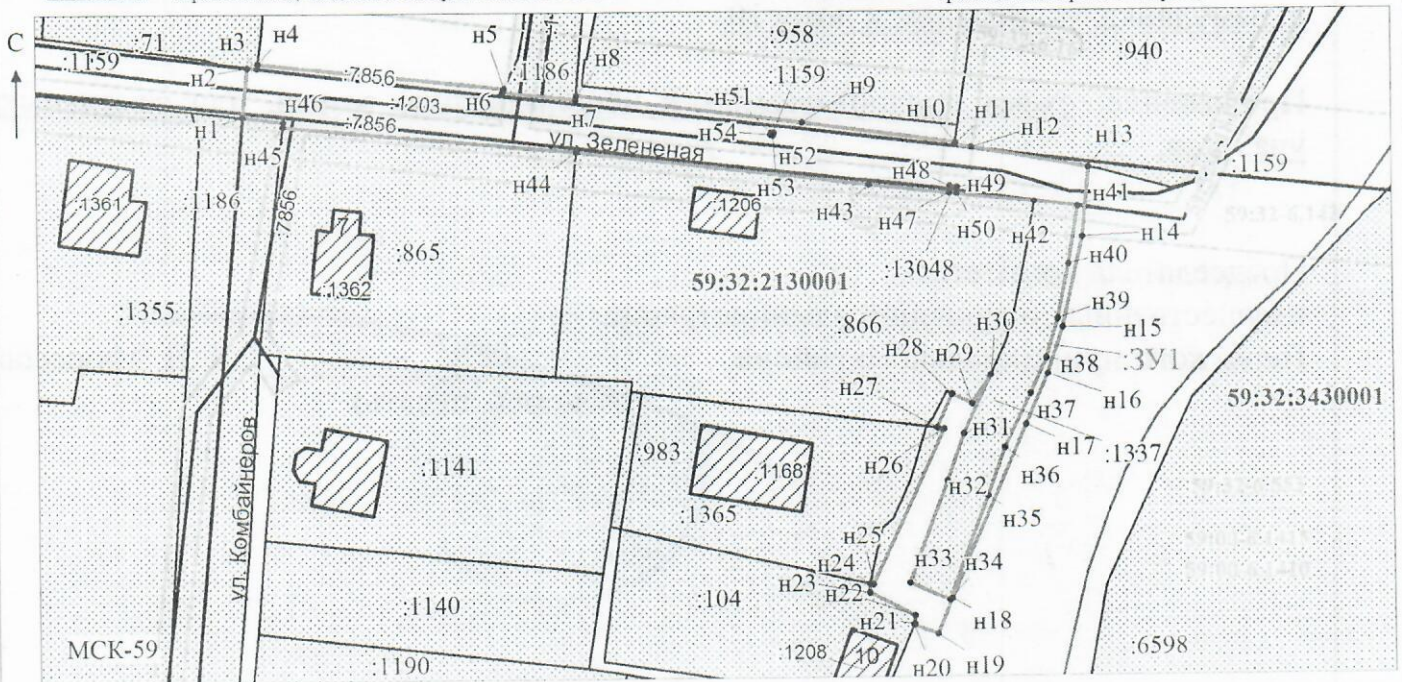 С
:71
н3
н4
н5
:1186
н8
:958
:940
:1159
н2
:7856
:1203
н6
н7
н51
:1159
н9
н10
н11
н12
н13
н1
н46
:7856
н54
ул. Зелененая
н52
н48
:1159
н45
н44
н53
н49
н41
:1361
:1186
:7856
7
:865
:1206
н43
н47
н50
н42
н14
:1362
59:32:2130001
:13048
н40
:1355
:866
н30
н39
н15
н28
н29
н38
:ЗУ1
н27
н16
н37
59:32:3430001
ул. Комбайнеров
:1141
:983
:1168
н26
н31
н17
:1337
н36
:1365
н32
н35
н25
н24
н33
н34
н23
:1140
:104
н22
н18
н21
МСК-59
:1190
:1208
10
н20
н19
:6598